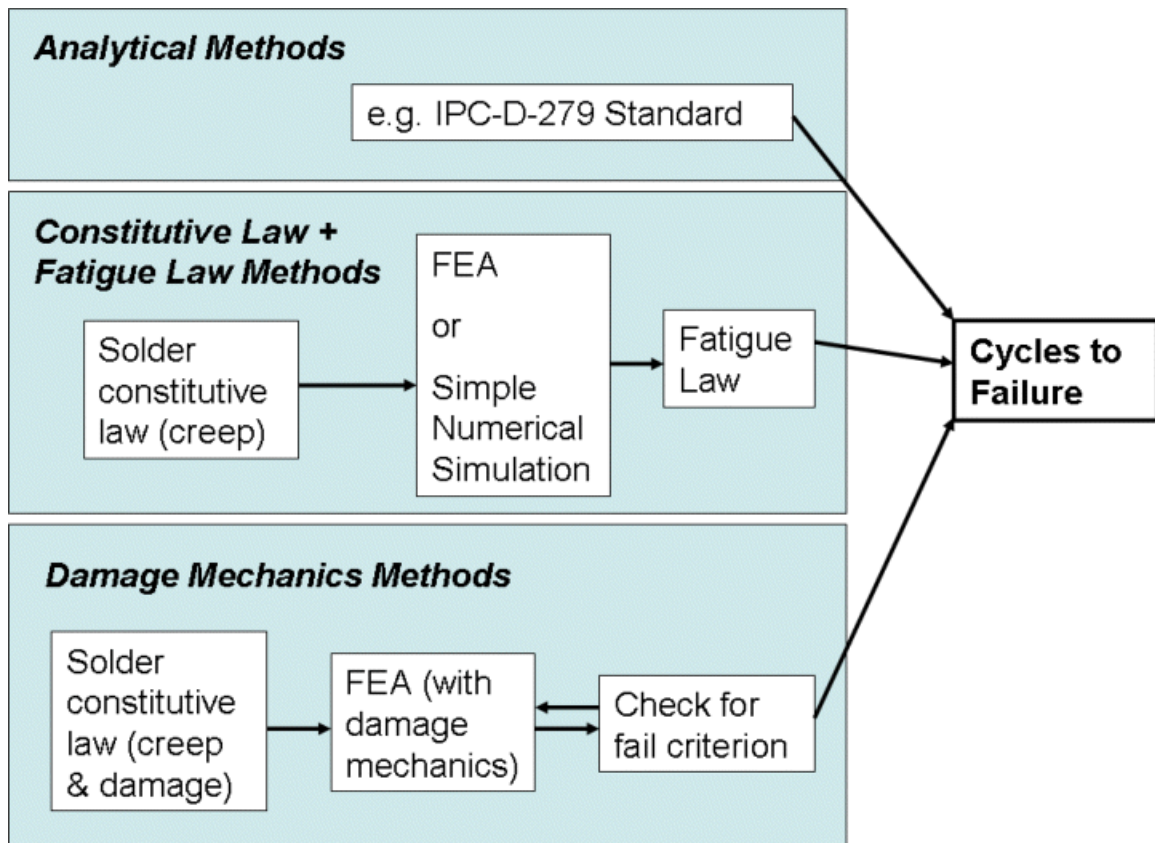 Analytical Methods
e.g. IPC-D-279 Standard
Constitutive Law +
Fatigue Law Methods
Solder
constitutive
law (creep)
FEA
or
Simple
Numerical
Simulation
Fatigue
Law
Cycles to
Failure
Damage Mechanics Methods
Solder
constitutive
law (creep
& damage)
FEA (with
damage
mechanics)
Check for
fail criterion